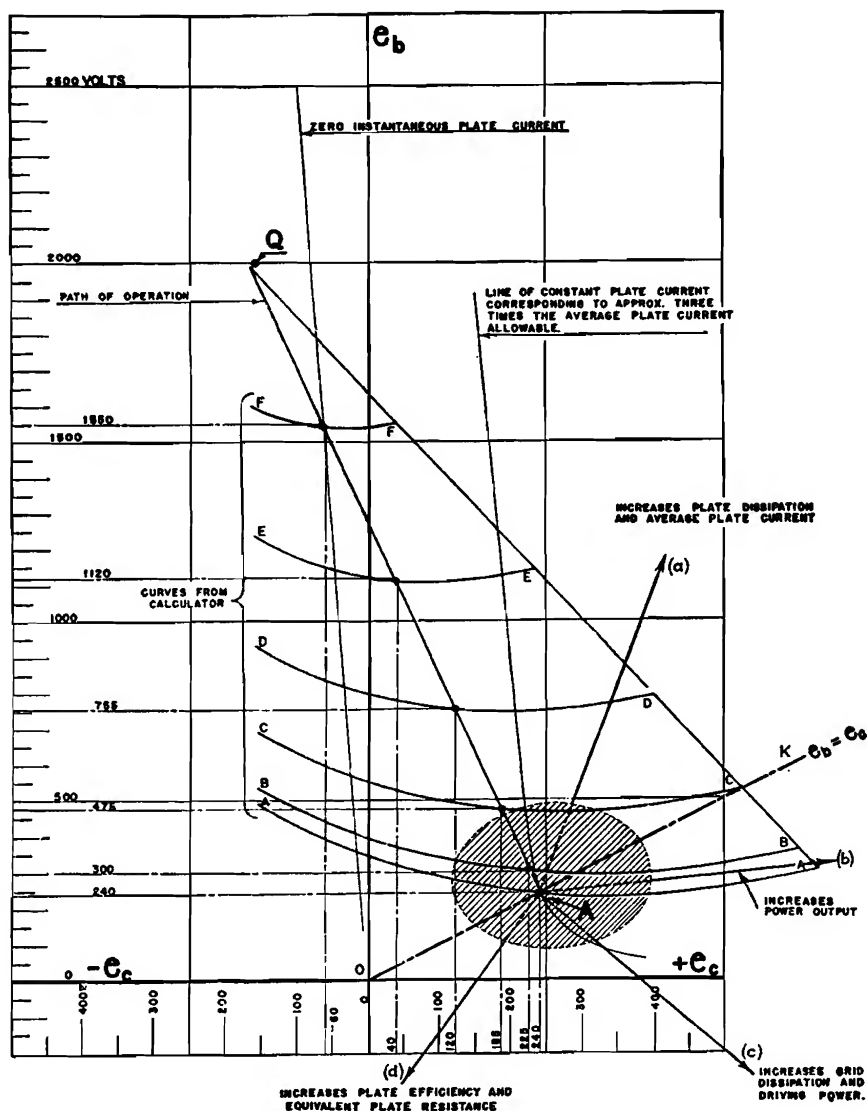 e_b
2500 VOLTS
ZERO INSTANTANEOUS PLATE CURRENT
Q
2000
PATH OF OPERATION
LINE OF CONSTANT PLATE CURRENT
CORRESPONDING TO APPROX. THREE
TIMES THE AVERAGE PLATE CURRENT
ALLOWABLE.
F
1550
F
1500
INCREASES PLATE DISSIPATION
AND AVERAGE PLATE CURRENT
E
(a)
E
1120
CURVES FROM
CALCULATOR
1000
D
D
755
C
K
e_b = e_c
C
500
B
475
A
B
A
(b)
300
240
A
INCREASES
POWER OUTPUT
O
0
-e_c
+e_c
400
300
200
100
-60
0
40
100
120
185
200
225
240
300
400
(d)
(c)
INCREASES PLATE EFFICIENCY AND
EQUIVALENT PLATE RESISTANCE
INCREASES GRID
DISSIPATION AND
DRIVING POWER.